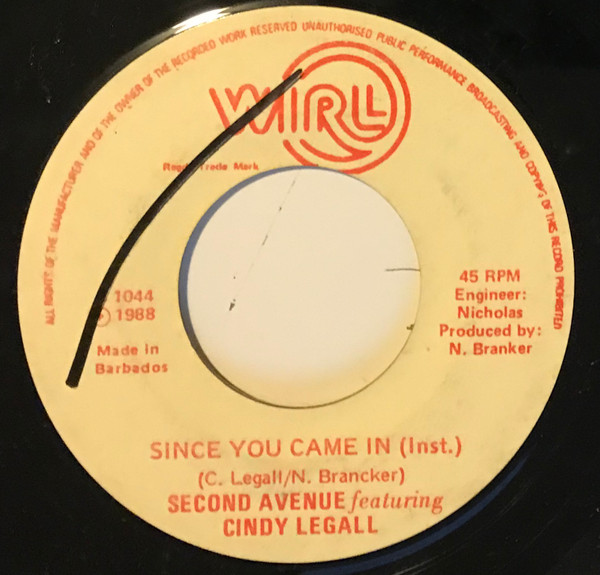 ALL RIGHTS OF THE MANUFACTURER AND OF THE OWNER OF THE RECORDED WORK RESERVED UNAUTHORISED PUBLIC PERFORMANCE BROADCASTING AND COPYING OF THIS RECORD PROHIBITED
WIRL
Regd. Trade Mark
1044
Ⓟ 1988
Made in
Barbados
45 RPM
Engineer:
Nicholas
Produced by:
N. Branker
SINCE YOU CAME IN (Inst.)
(C. Legall/N. Brancker)
SECOND AVENUE featuring
CINDY LEGALL